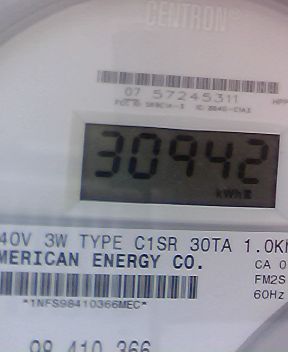 CENTRON®
07 57245311
30942
kWh
40V 3W TYPE C1SR 30TA 1.0K
MERICAN ENERGY CO.
CA 0
FM2S
*1NFS98410366MEC*
60Hz
99 410 366